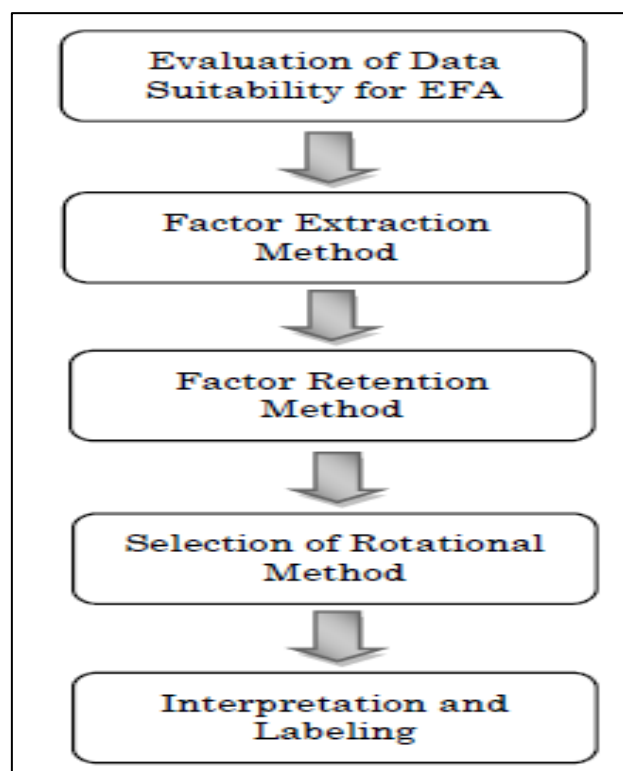 Evaluation of Data
Suitability for EFA
Factor Extraction
Method
Factor Retention
Method
Selection of Rotational
Method
Interpretation and
Labeling